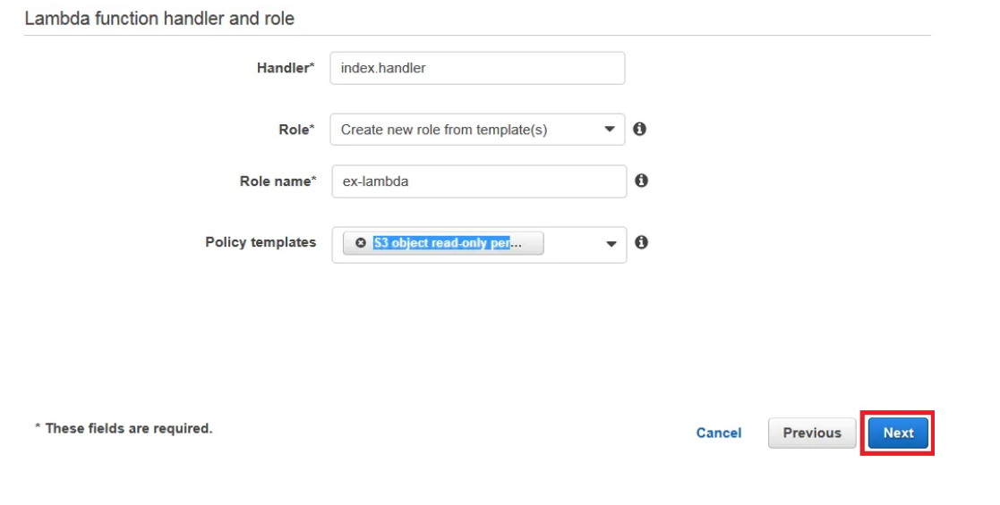 Lambda function handler and role
Handler* index.handler
Role* Create new role from template(s)
Role name* ex-lambda
Policy templates S3 object read-only per...
* These fields are required.
Cancel Previous Next